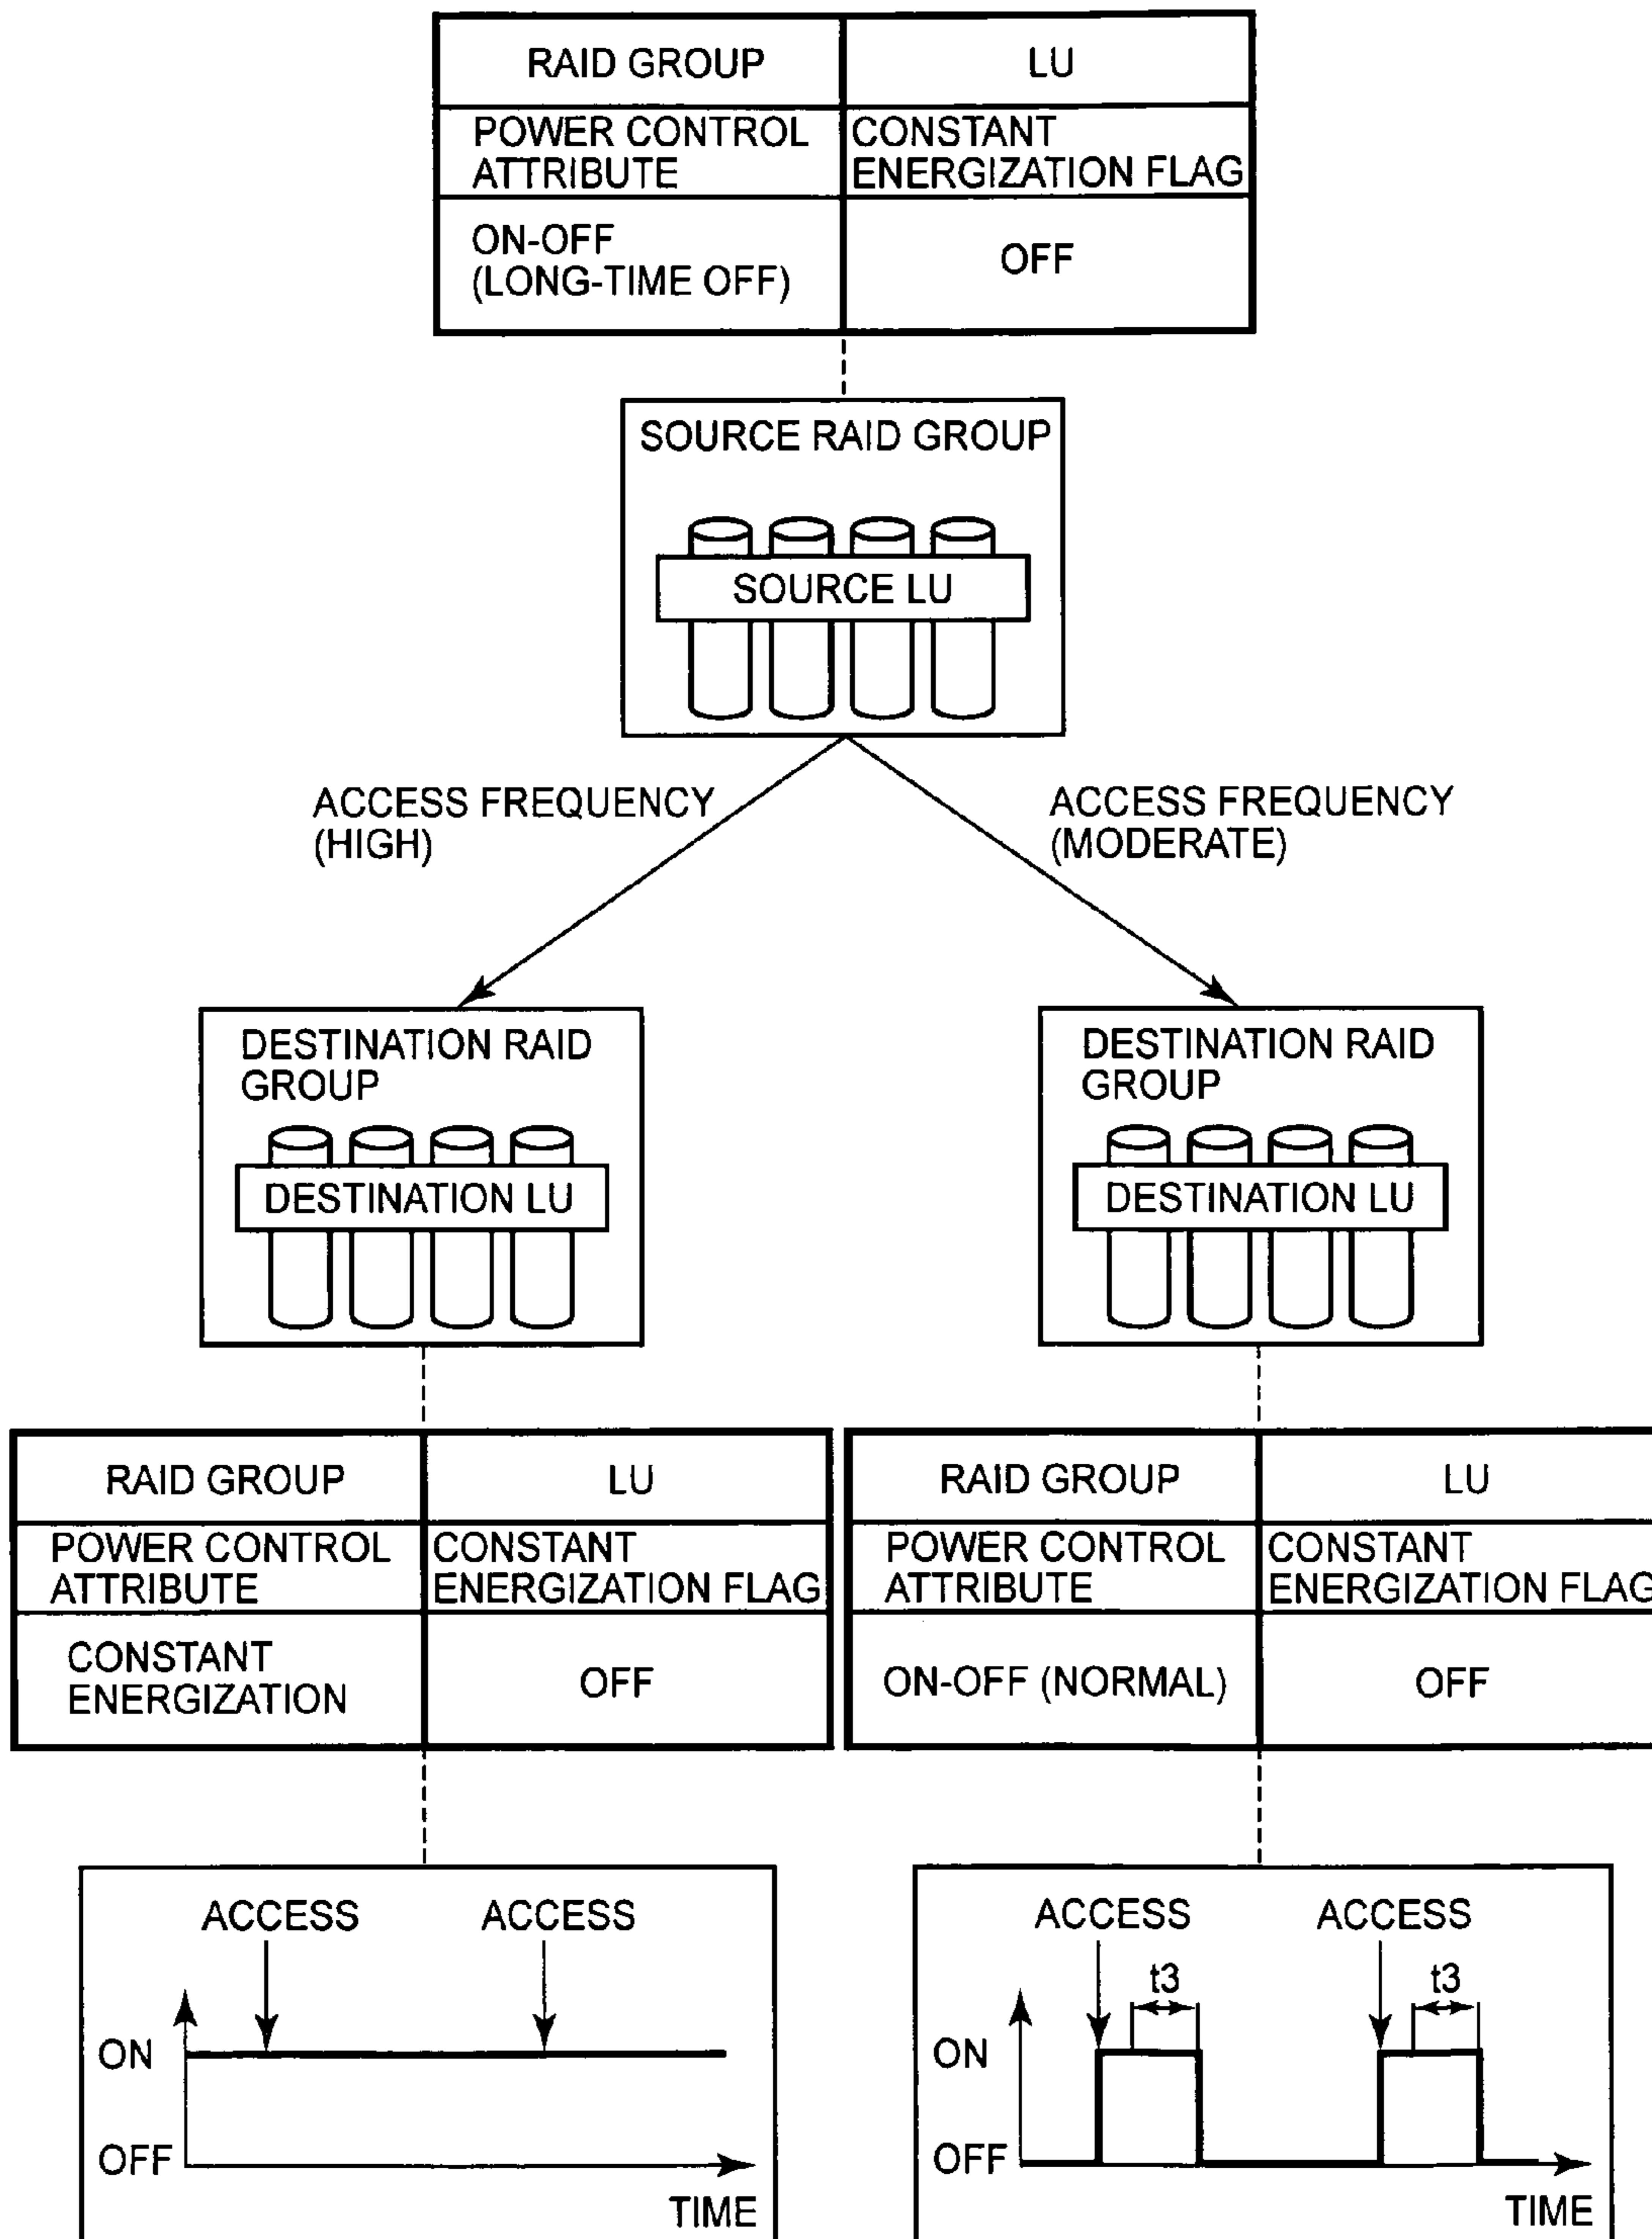 RAID GROUP
LU
POWER CONTROL
ATTRIBUTE
CONSTANT
ENERGIZATION FLAG
ON-OFF
(LONG-TIME OFF)
OFF
SOURCE RAID GROUP
SOURCE LU
ACCESS FREQUENCY
(HIGH)
ACCESS FREQUENCY
(MODERATE)
DESTINATION RAID
GROUP
DESTINATION LU
DESTINATION RAID
GROUP
DESTINATION LU
RAID GROUP
LU
POWER CONTROL
ATTRIBUTE
CONSTANT
ENERGIZATION FLAG
CONSTANT
ENERGIZATION
OFF
RAID GROUP
LU
POWER CONTROL
ATTRIBUTE
CONSTANT
ENERGIZATION FLAG
ON-OFF (NORMAL)
OFF
ACCESS
ACCESS
ON
OFF
TIME
ACCESS
ACCESS
t3
t3
ON
OFF
TIME